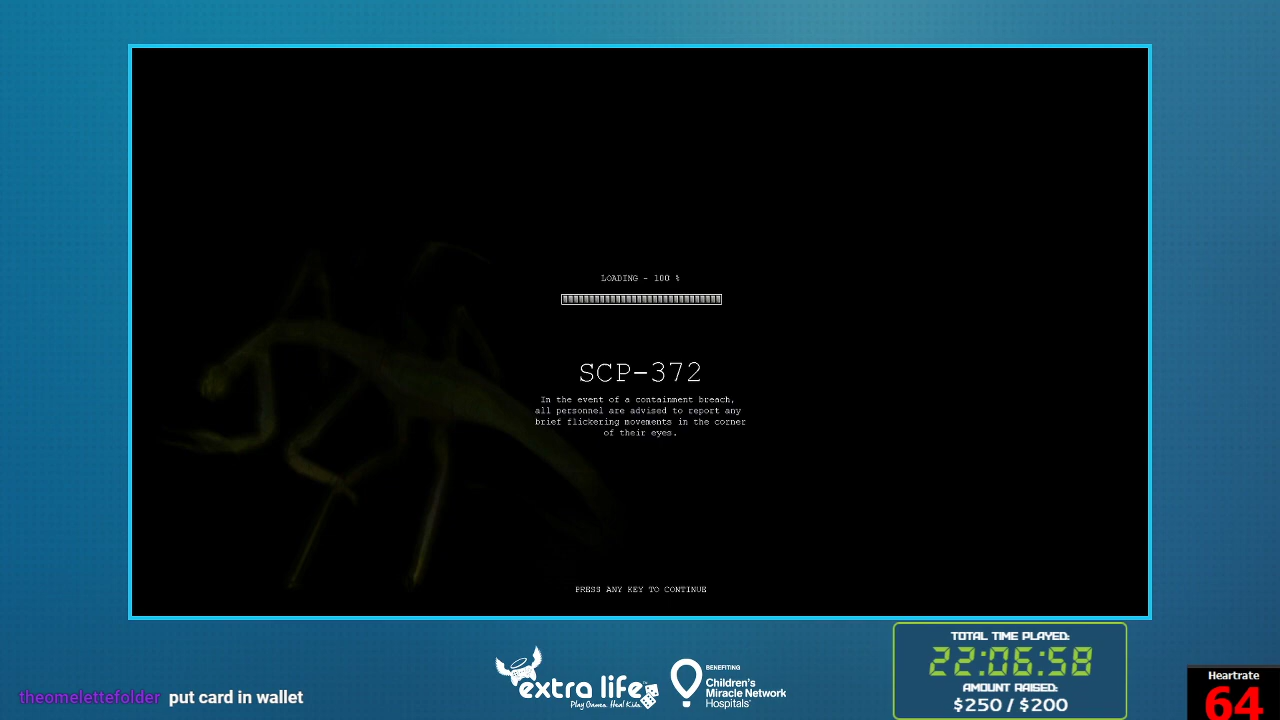 LOADING - 100 %
SCP-372
In the event of a containment breach,
all personnel are advised to report any
brief flickering movements in the corner
of their eyes.
PRESS ANY KEY TO CONTINUE
theomelettefolder put card in wallet
extra life
Play Games. Heal Kids.
BENEFITING
Children's
Miracle Network
Hospitals
TOTAL TIME PLAYED:
22:06:58
AMOUNT RAISED:
$250 / $200
Heartrate
64